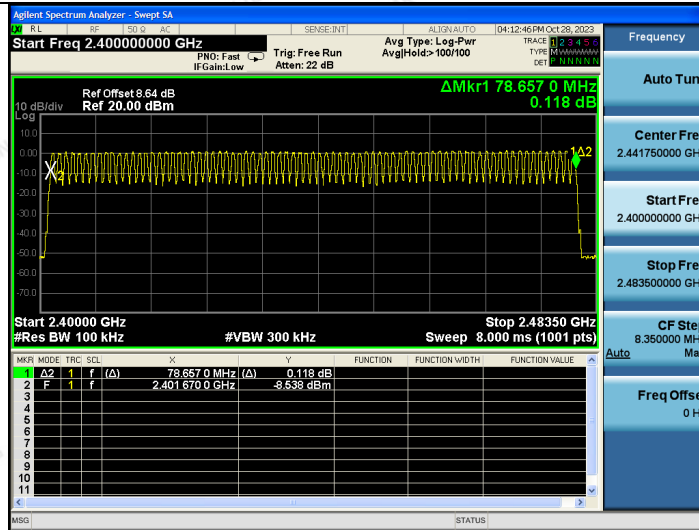 Agilent Spectrum Analyzer - Swept SA
LXI RL RF 50 Ω AC SENSE:INT ALIGN AUTO 04:12:46 PM Oct 28, 2023
Start Freq 2.400000000 GHz
PNO: Fast
IFGain:Low
Trig: Free Run
Atten: 22 dB
Avg Type: Log-Pwr
Avg|Hold:>100/100
TRACE 1 2 3 4 5 6
TYPE M W W W W W
DET P N N N N N
Frequency
Auto Tun
Center Fre
2.441750000 GH
Start Fre
2.400000000 GH
Stop Fre
2.483500000 GH
CF Step
8.350000 MH
Auto Ma
Freq Offse
0 H
ΔMkr1 78.657 0 MHz
0.118 dB
Ref Offset 8.64 dB
10 dB/div Ref 20.00 dBm
Log
10.0
0.00
-10.0
-20.0
-30.0
-40.0
-50.0
-60.0
-70.0
X2
1Δ2
Start 2.40000 GHz Stop 2.48350 GHz
#Res BW 100 kHz #VBW 300 kHz Sweep 8.000 ms (1001 pts)
MKR MODE TRC SCL X Y FUNCTION FUNCTION WIDTH FUNCTION VALUE
1 Δ2 1 f (Δ) 78.657 0 MHz (Δ) 0.118 dB
2 F 1 f 2.401 670 0 GHz -8.538 dBm
3
4
5
6
7
8
9
10
11
MSG STATUS